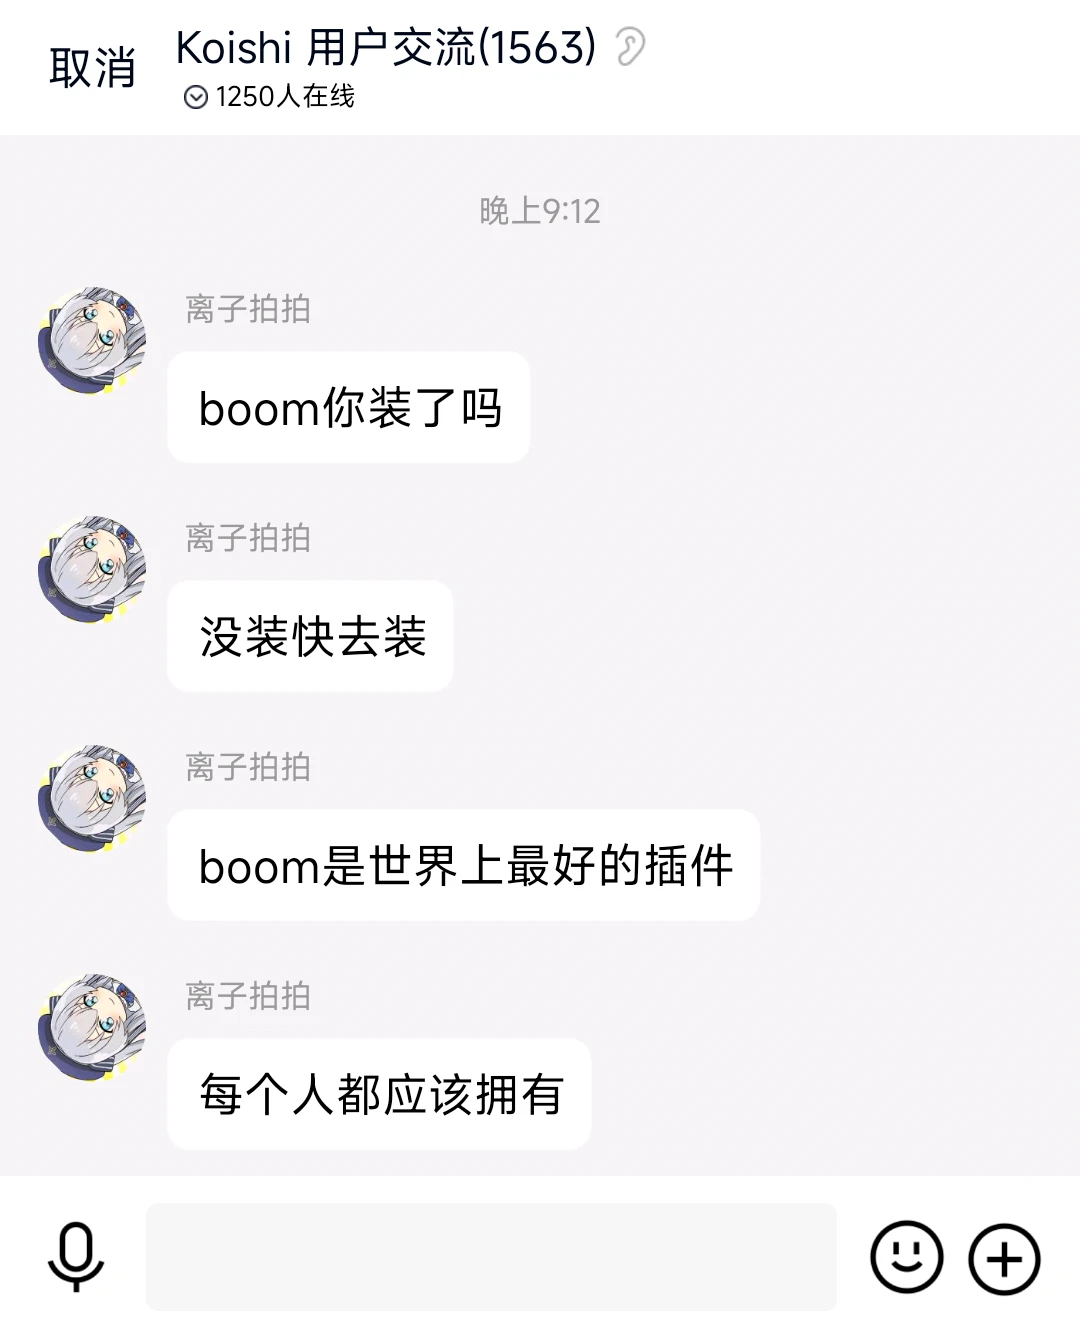 取消
Koishi 用户交流(1563)
1250人在线
晚上9:12
离子拍拍
boom你装了吗
离子拍拍
没装快去装
离子拍拍
boom是世界上最好的插件
离子拍拍
每个人都应该拥有